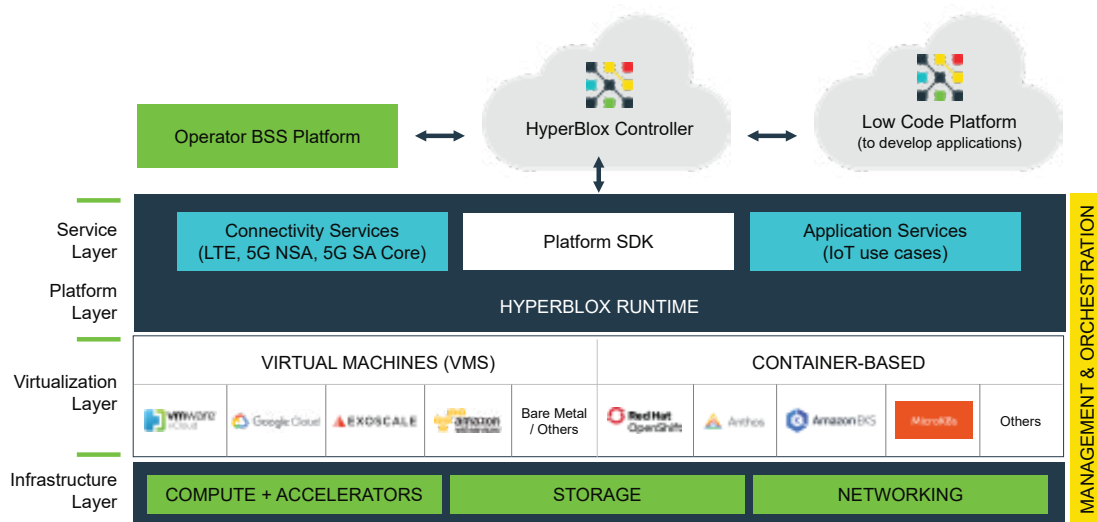 Operator BSS Platform
HyperBlox Controller
Low Code Platform
(to develop applications)
Service
Layer
Connectivity Services
(LTE, 5G NSA, 5G SA Core)
Platform SDK
Application Services
(IoT use cases)
Platform
Layer
HYPERBLOX RUNTIME
MANAGEMENT & ORCHESTRATION
Virtualization
Layer
VIRTUAL MACHINES (VMS)
CONTAINER-BASED
vmware
vCloud
Google Cloud
EXOSCALE
amazon
Bare Metal
/ Others
Red Hat
OpenShift
Anthos
Amazon EKS
MicroK8s
Others
Infrastructure
Layer
COMPUTE + ACCELERATORS
STORAGE
NETWORKING